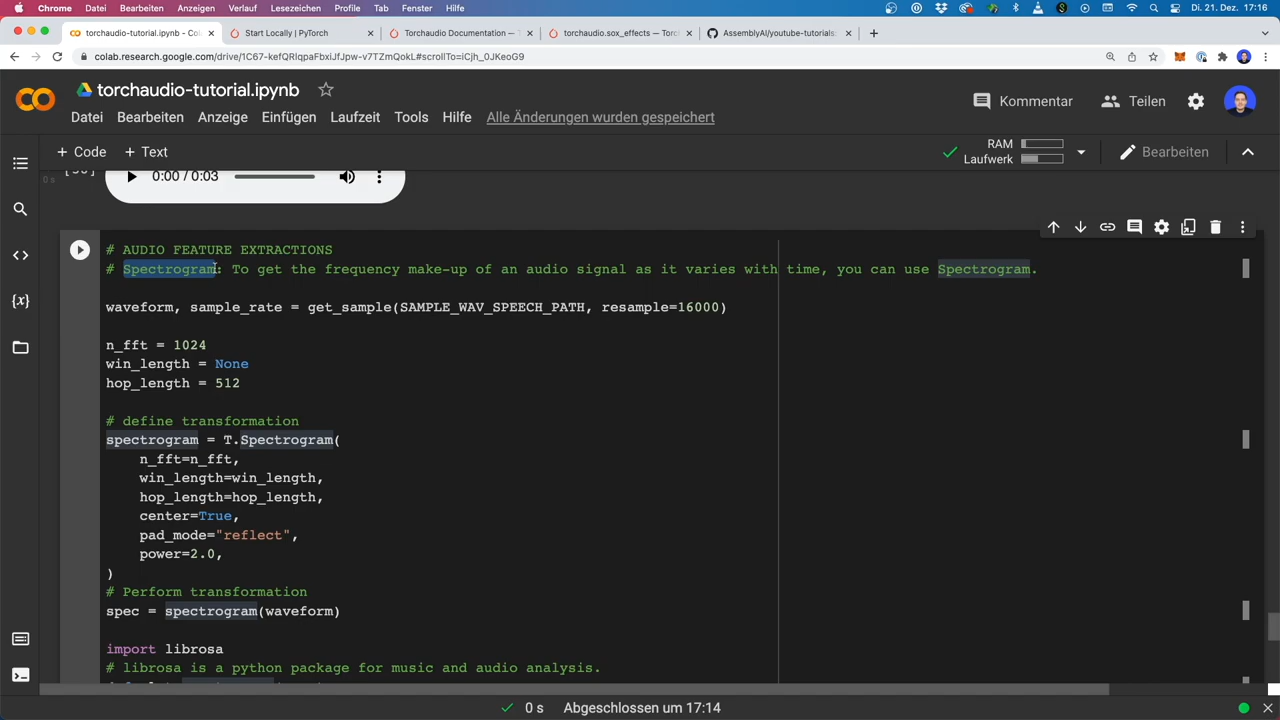 Chrome Datei Bearbeiten Anzeigen Verlauf Lesezeichen Profile Tab Fenster Hilfe Di. 21. Dez. 17:16
torchaudio-tutorial.ipynb - Co Start Locally | PyTorch Torchaudio Documentation — T torchaudio.sox_effects — Torch AssemblyAI/youtube-tutorials:
colab.research.google.com/drive/1C67-kefQRlqpaFbxiJfJpw-v7TZmQokL#scrollTo=iCjh_0JKeoG9
torchaudio-tutorial.ipynb
Kommentar Teilen
Datei Bearbeiten Anzeige Einfügen Laufzeit Tools Hilfe Alle Änderungen wurden gespeichert
+ Code + Text
RAM
Laufwerk
Bearbeiten
0 s
0:00 / 0:03
# AUDIO FEATURE EXTRACTIONS
# Spectrogram: To get the frequency make-up of an audio signal as it varies with time, you can use Spectrogram.
waveform, sample_rate = get_sample(SAMPLE_WAV_SPEECH_PATH, resample=16000)
n_fft = 1024
win_length = None
hop_length = 512
# define transformation
spectrogram = T.Spectrogram(
n_fft=n_fft,
win_length=win_length,
hop_length=hop_length,
center=True,
pad_mode="reflect",
power=2.0,
)
# Perform transformation
spec = spectrogram(waveform)
import librosa
# librosa is a python package for music and audio analysis.
0 s Abgeschlossen um 17:14